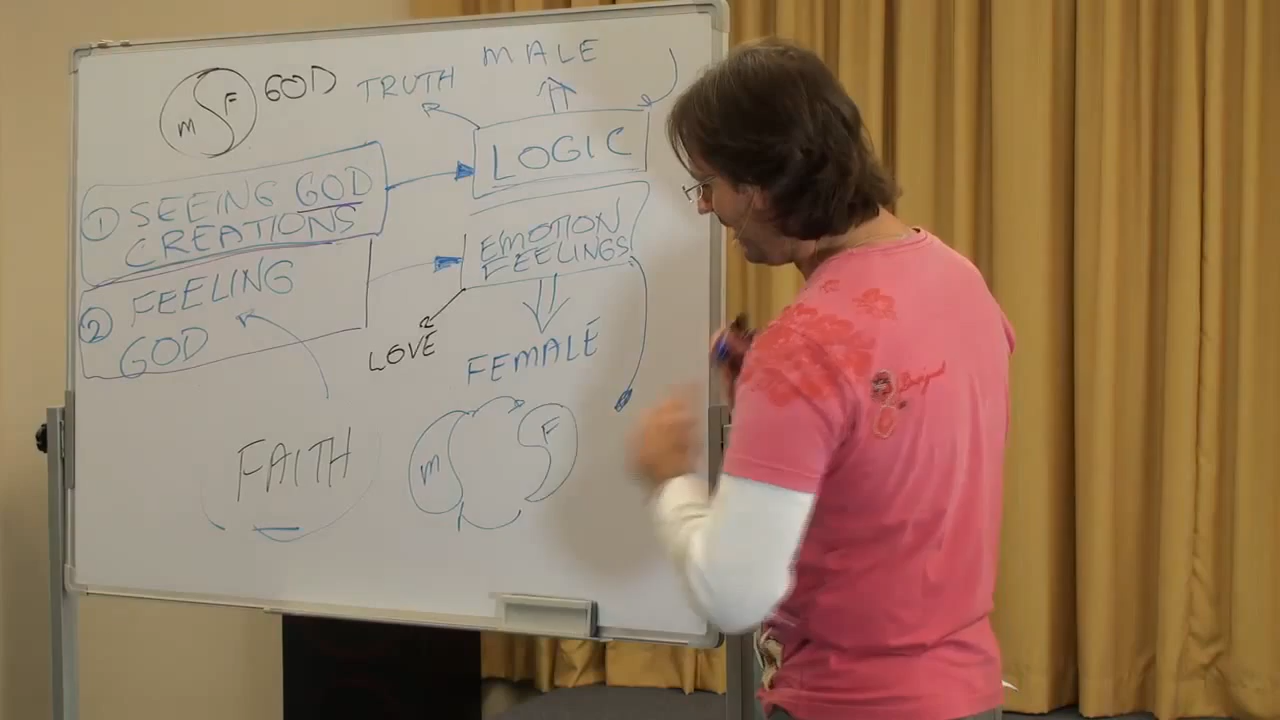 MALE
TRUTH
GOD
M F
LOGIC
1 SEEING GOD
CREATIONS
EMOTION
FEELINGS
2 FEELING
GOD
LOVE
FEMALE
FAITH
M
F